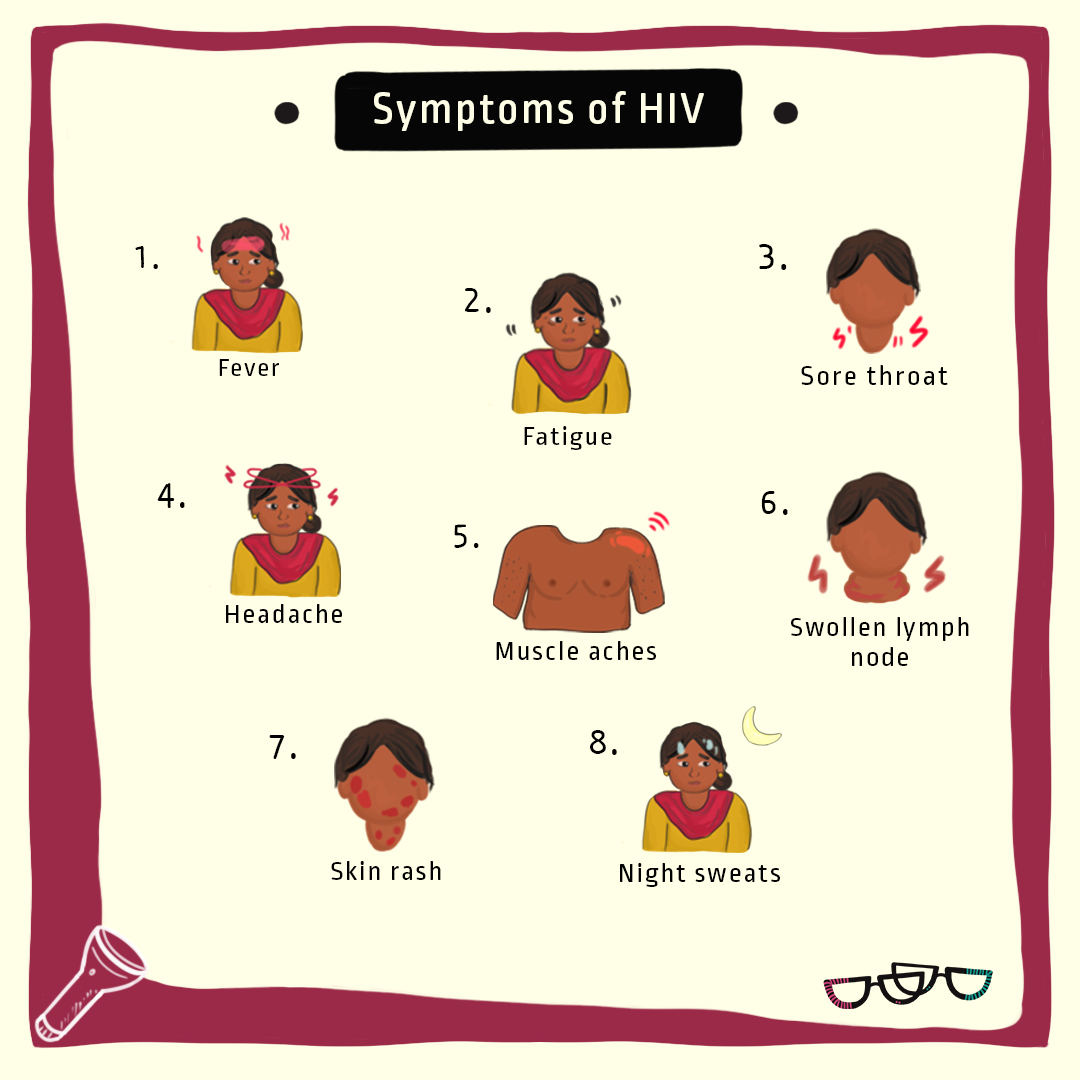 Symptoms of HIV
1.
Fever
2.
Fatigue
3.
Sore throat
4.
Headache
5.
Muscle aches
6.
Swollen lymph
node
7.
Skin rash
8.
Night sweats